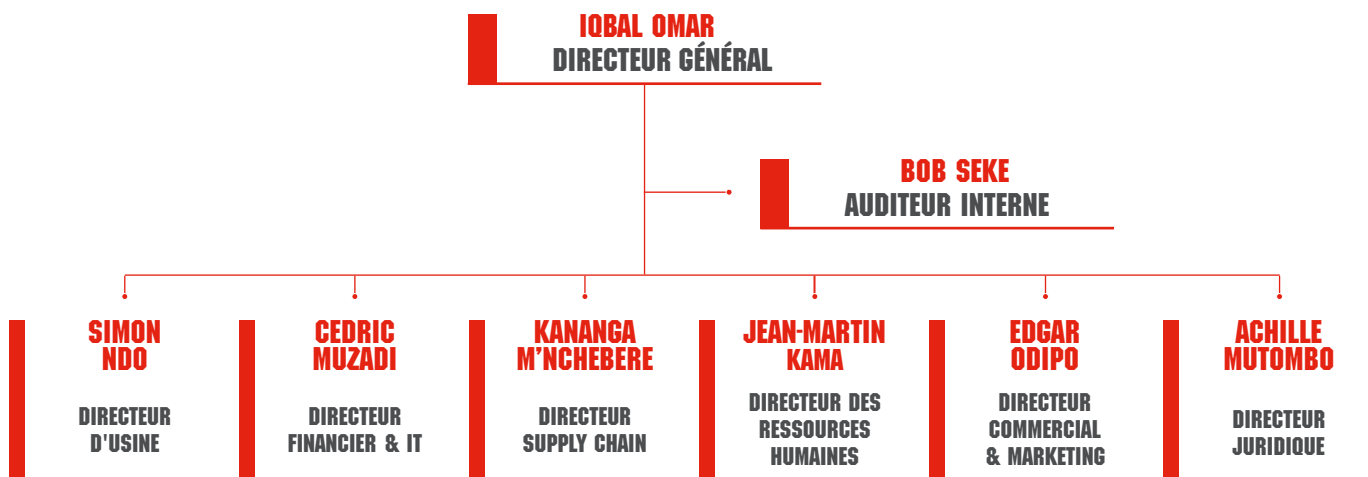 IQBAL OMAR
DIRECTEUR GÉNÉRAL
BOB SEKE
AUDITEUR INTERNE
SIMON
NDO
DIRECTEUR
D'USINE
CEDRIC
MUZADI
DIRECTEUR
FINANCIER & IT
KANANGA
M'NCHEBERE
DIRECTEUR
SUPPLY CHAIN
JEAN-MARTIN
KAMA
DIRECTEUR DES
RESSOURCES
HUMAINES
EDGAR
ODIPO
DIRECTEUR
COMMERCIAL
& MARKETING
ACHILLE
MUTOMBO
DIRECTEUR
JURIDIQUE